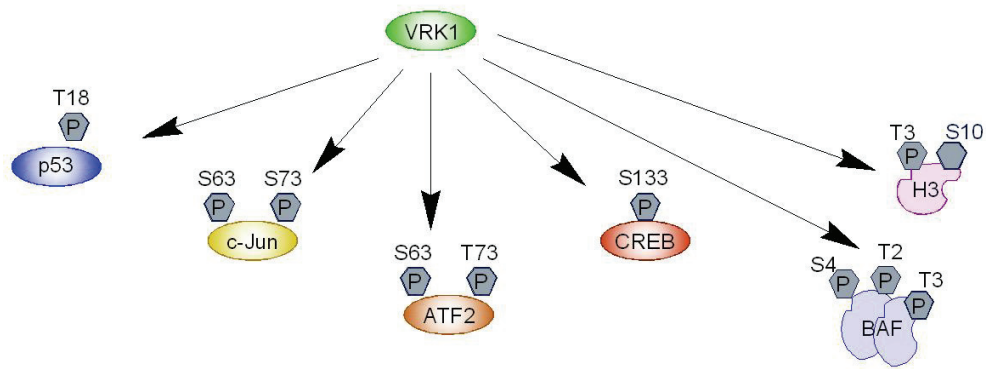 VRK1
T18
P
p53
S63 S73
P P
c-Jun
S63 T73
P P
ATF2
S133
P
CREB
T3 S10
P
H3
S4 T2 T3
P P P
BAF